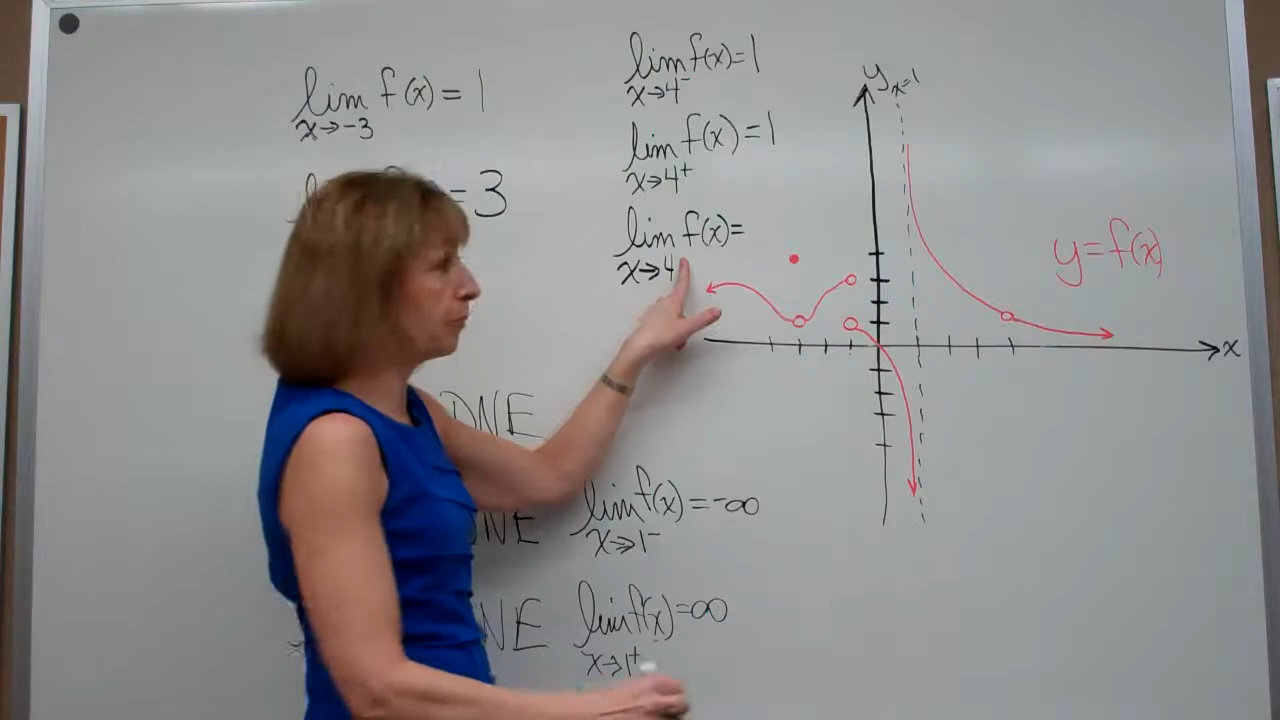 lim f(x) = 1
x→-3
= 3
DNE
DNE
NE
lim f(x) = 1
x→4⁻
lim f(x) = 1
x→4⁺
lim f(x) =
x→4
lim f(x) = -∞
x→1⁻
lim f(x) = ∞
x→1⁺
y
x=1
y=f(x)
x